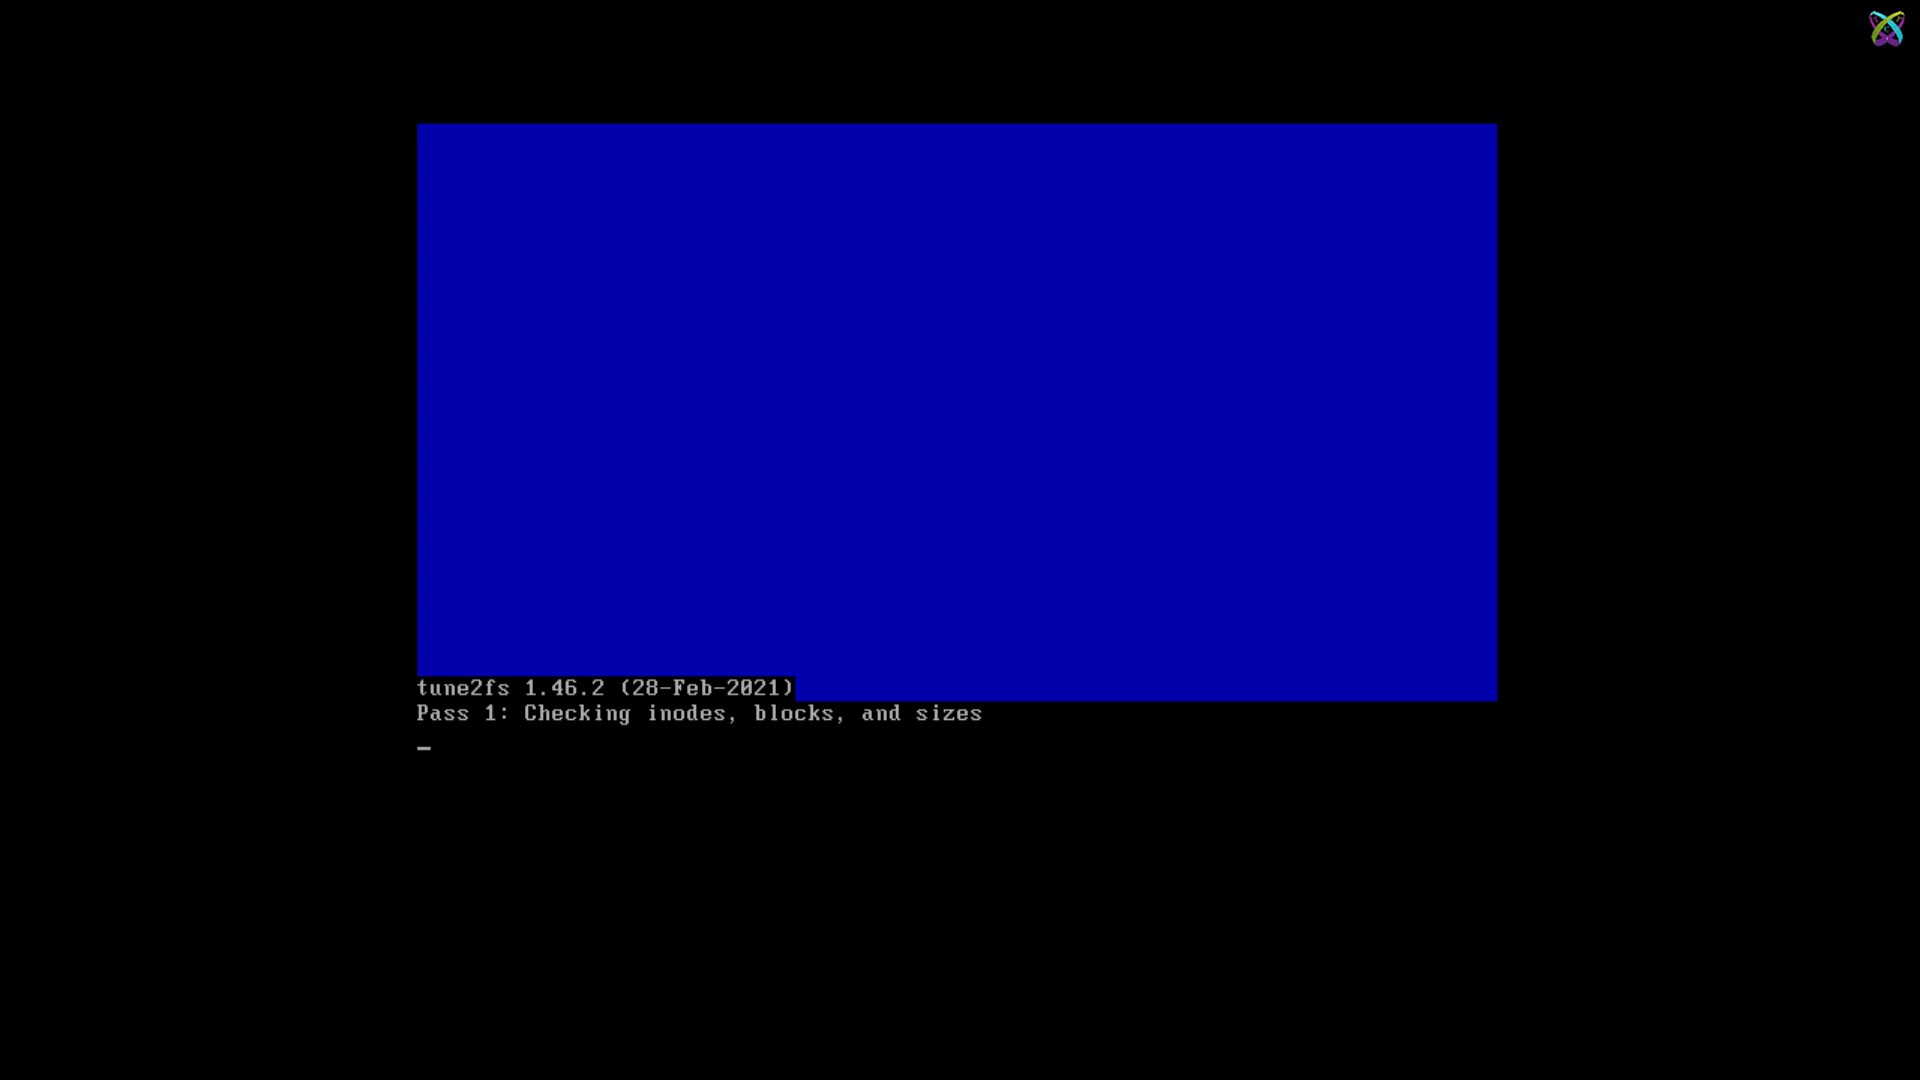 tune2fs 1.46.2 (28-Feb-2021)
Pass 1: Checking inodes, blocks, and sizes